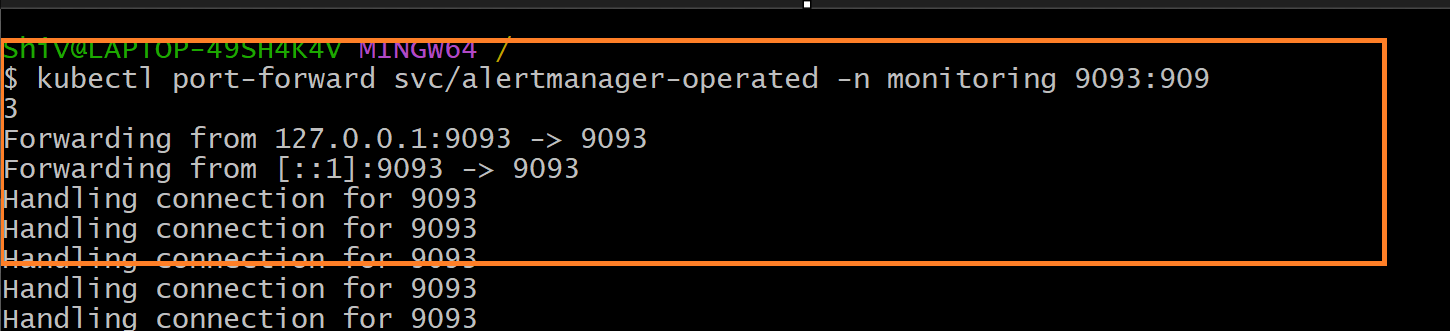 Shiv@LAPTOP-49SH4K4V MINGW64 /
$ kubectl port-forward svc/alertmanager-operated -n monitoring 9093:909
3
Forwarding from 127.0.0.1:9093 -> 9093
Forwarding from [::1]:9093 -> 9093
Handling connection for 9093
Handling connection for 9093
Handling connection for 9093
Handling connection for 9093
Handling connection for 9093